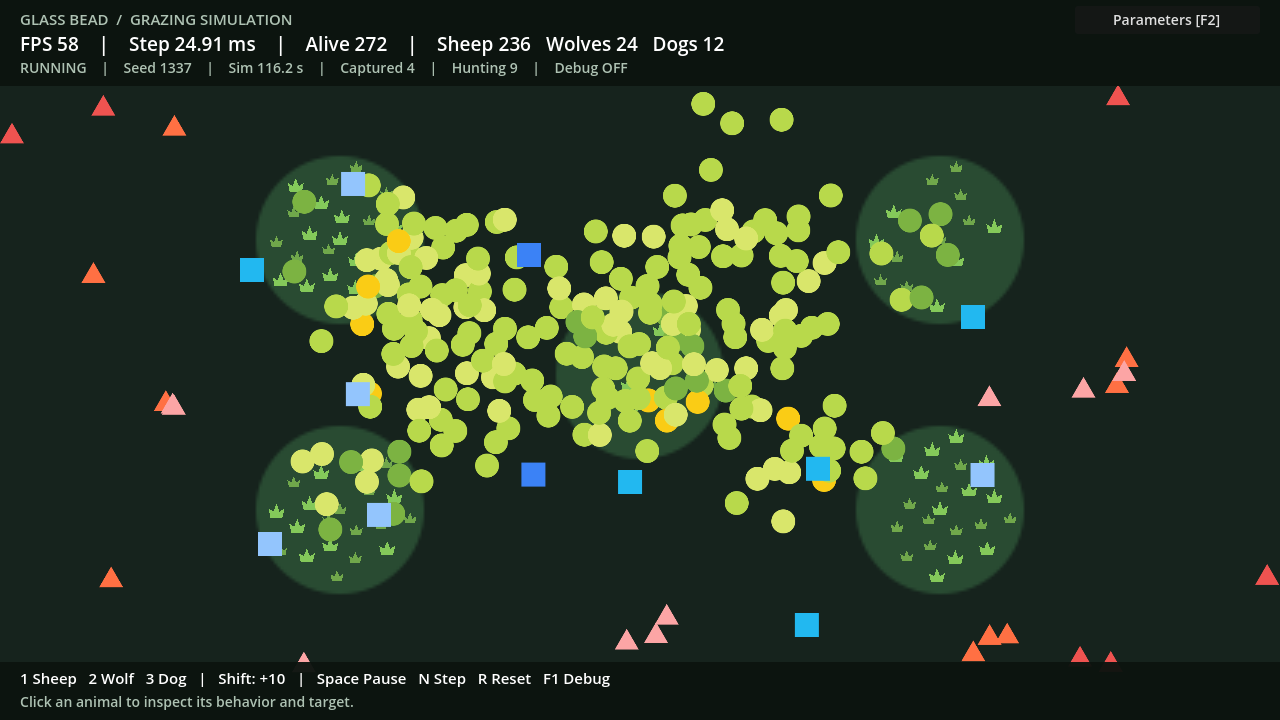 GLASS BEAD / GRAZING SIMULATION
Parameters [F2]
FPS 58 | Step 24.91 ms | Alive 272 | Sheep 236 Wolves 24 Dogs 12
RUNNING | Seed 1337 | Sim 116.2 s | Captured 4 | Hunting 9 | Debug OFF
1 Sheep 2 Wolf 3 Dog | Shift: +10 | Space Pause N Step R Reset F1 Debug
Click an animal to inspect its behavior and target.